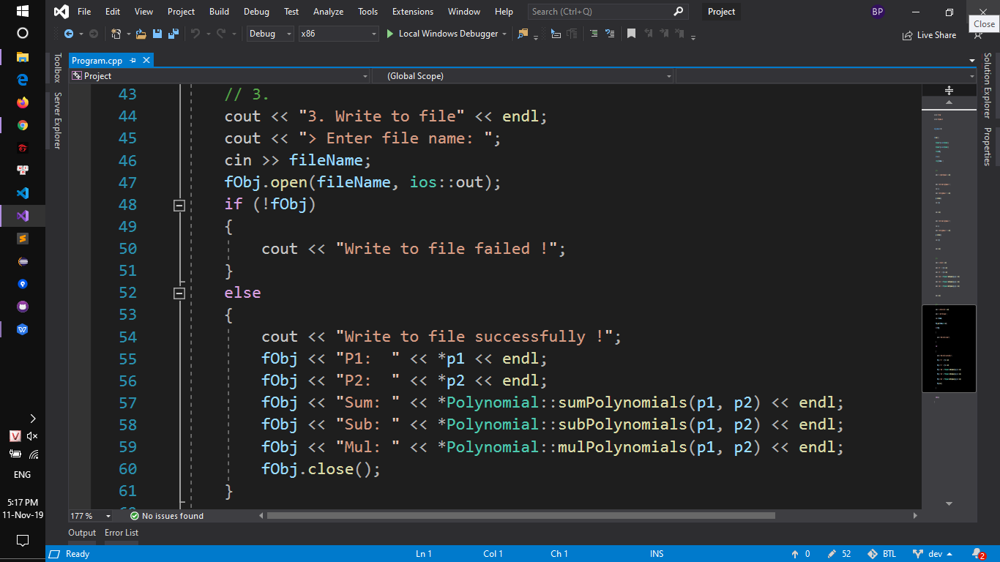 File Edit View Project Build Debug Test Analyze Tools Extensions Window Help Search (Ctrl+Q) Project BP
Close
Debug x86 Local Windows Debugger Live Share
Toolbox
Server Explorer
Program.cpp
Project (Global Scope)
Solution Explorer
Properties
43 // 3.
44 cout << "3. Write to file" << endl;
45 cout << "> Enter file name: ";
46 cin >> fileName;
47 fObj.open(fileName, ios::out);
48 if (!fObj)
49 {
50 cout << "Write to file failed !";
51 }
52 else
53 {
54 cout << "Write to file successfully !";
55 fObj << "P1:  " << *p1 << endl;
56 fObj << "P2:  " << *p2 << endl;
57 fObj << "Sum: " << *Polynomial::sumPolynomials(p1, p2) << endl;
58 fObj << "Sub: " << *Polynomial::subPolynomials(p1, p2) << endl;
59 fObj << "Mul: " << *Polynomial::mulPolynomials(p1, p2) << endl;
60 fObj.close();
61 }
177 % No issues found
Output Error List
Ready Ln 1 Col 1 Ch 1 INS 0 52 BTL dev 2
V
ENG
5:17 PM
11-Nov-19